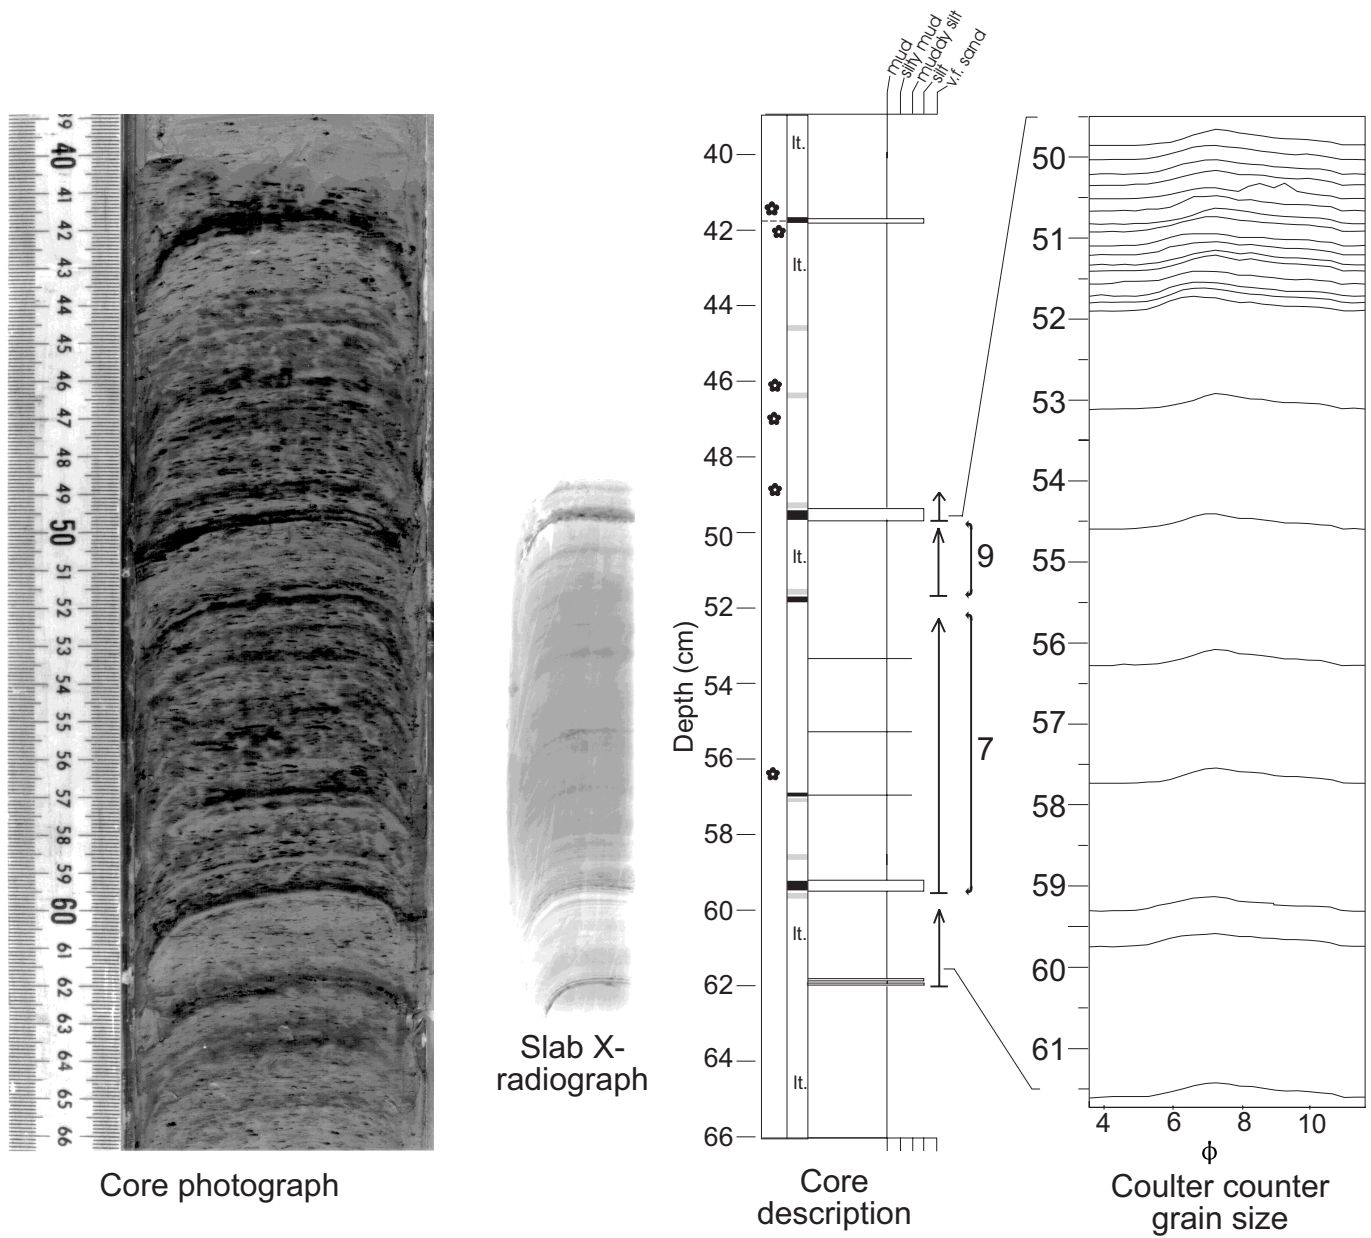 39
40
41
42
43
44
45
46
47
48
49
50
51
52
53
54
55
56
57
58
59
60
61
62
63
64
65
66
Core photograph
Slab X-
radiograph
mud
silty mud
muddy silt
silt
v.f. sand
Depth (cm)
40
42
44
46
48
50
52
54
56
58
60
62
64
66
lt.
lt.
lt.
lt.
lt.
9
7
Core
description
50
51
52
53
54
55
56
57
58
59
60
61
4 6 8 10
ϕ
Coulter counter
grain size